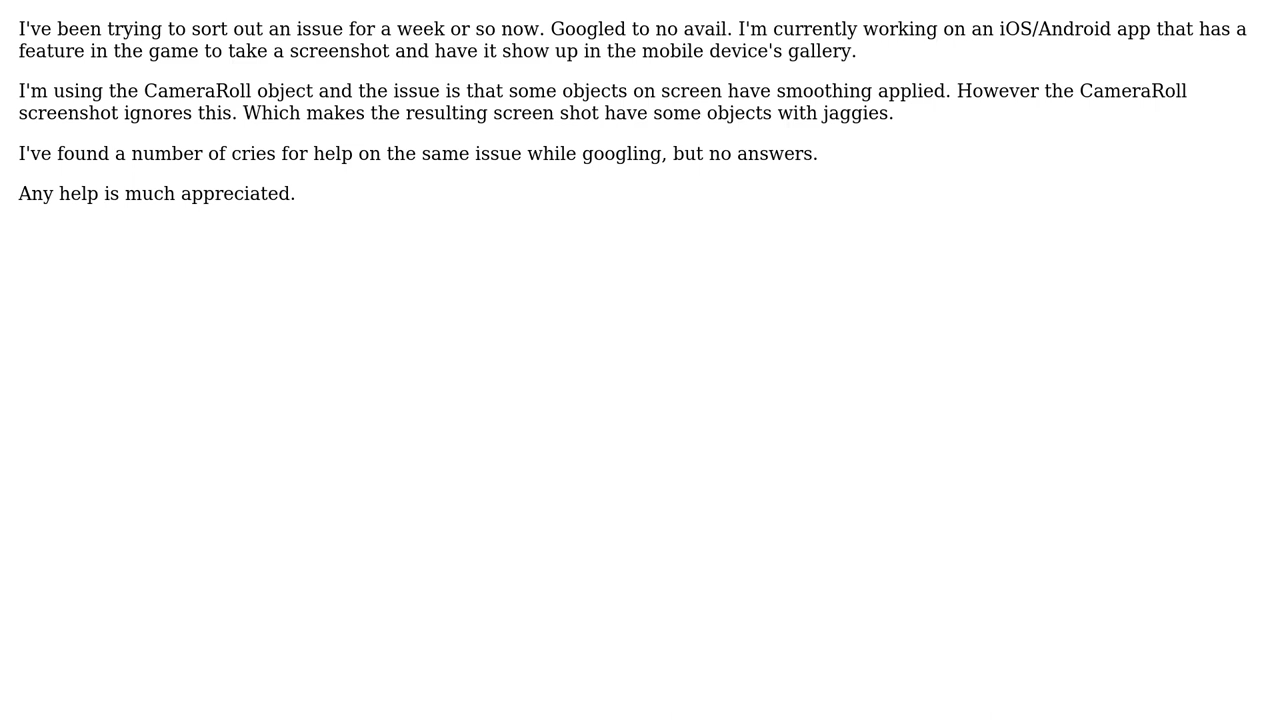 I've been trying to sort out an issue for a week or so now. Googled to no avail. I'm currently working on an iOS/Android app that has a
feature in the game to take a screenshot and have it show up in the mobile device's gallery.
I'm using the CameraRoll object and the issue is that some objects on screen have smoothing applied. However the CameraRoll
screenshot ignores this. Which makes the resulting screen shot have some objects with jaggies.
I've found a number of cries for help on the same issue while googling, but no answers.
Any help is much appreciated.